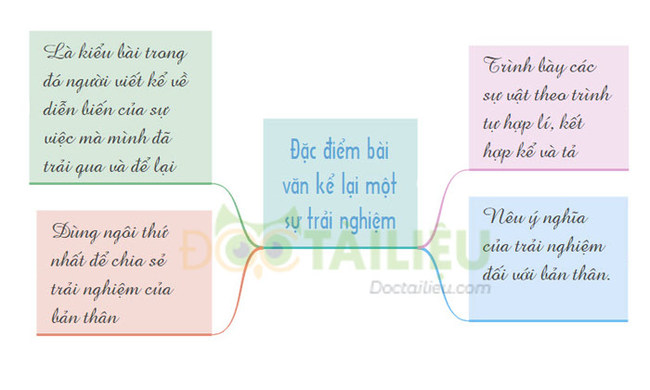 Là kiểu bài trong
đó người viết kể về
diễn biến của sự
việc mà mình đã
trải qua và để lại
Dùng ngôi thứ
nhất để chia sẻ
trải nghiệm của
bản thân
Đặc điểm bài
văn kể lại một
sự trải nghiệm
Trình bày các
sự vật theo trình
tự hợp lí, kết
hợp kể và tả
Nêu ý nghĩa
của trải nghiệm
đối với bản thân.
DOCTAILIỆU
Doctailieu.com